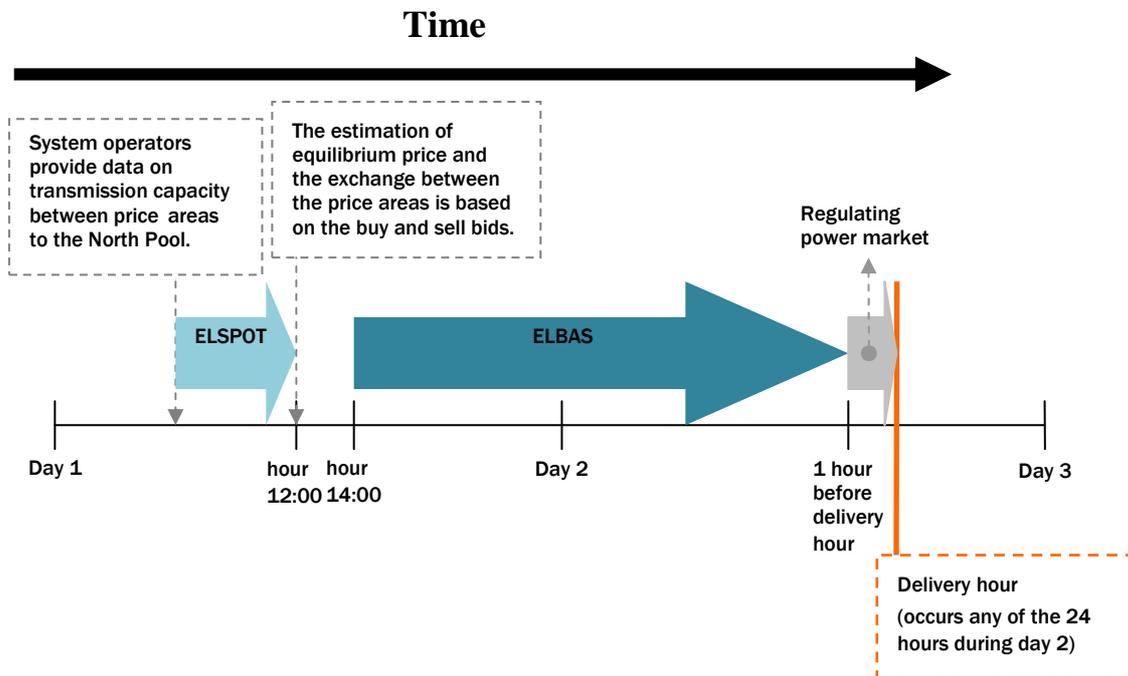 Time
System operators
provide data on
transmission capacity
between price areas
to the North Pool.
The estimation of
equilibrium price and
the exchange between
the price areas is based
on the buy and sell bids.
Regulating
power market
ELSPOT
ELBAS
Day 1
hour
12:00
hour
14:00
Day 2
1 hour
before
delivery
hour
Day 3
Delivery hour
(occurs any of the 24
hours during day 2)